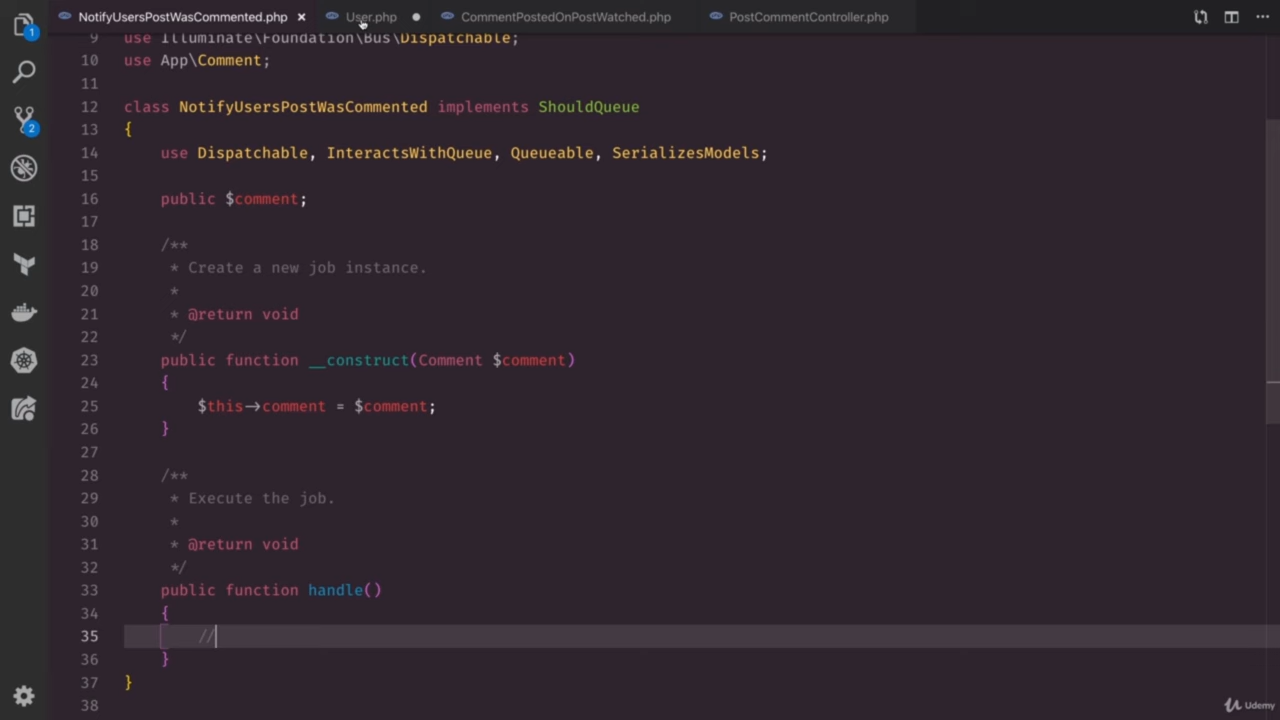 NotifyUsersPostWasCommented.php × User.php ● CommentPostedOnPostWatched.php PostCommentController.php
9 use Illuminate\Foundation\Bus\Dispatchable;
10 use App\Comment;
11
12 class NotifyUsersPostWasCommented implements ShouldQueue
13 {
14 use Dispatchable, InteractsWithQueue, Queueable, SerializesModels;
15
16 public $comment;
17
18 /**
19 * Create a new job instance.
20 *
21 * @return void
22 */
23 public function __construct(Comment $comment)
24 {
25 $this→comment = $comment;
26 }
27
28 /**
29 * Execute the job.
30 *
31 * @return void
32 */
33 public function handle()
34 {
35 //
36 }
37 }
38
1
2
Udemy